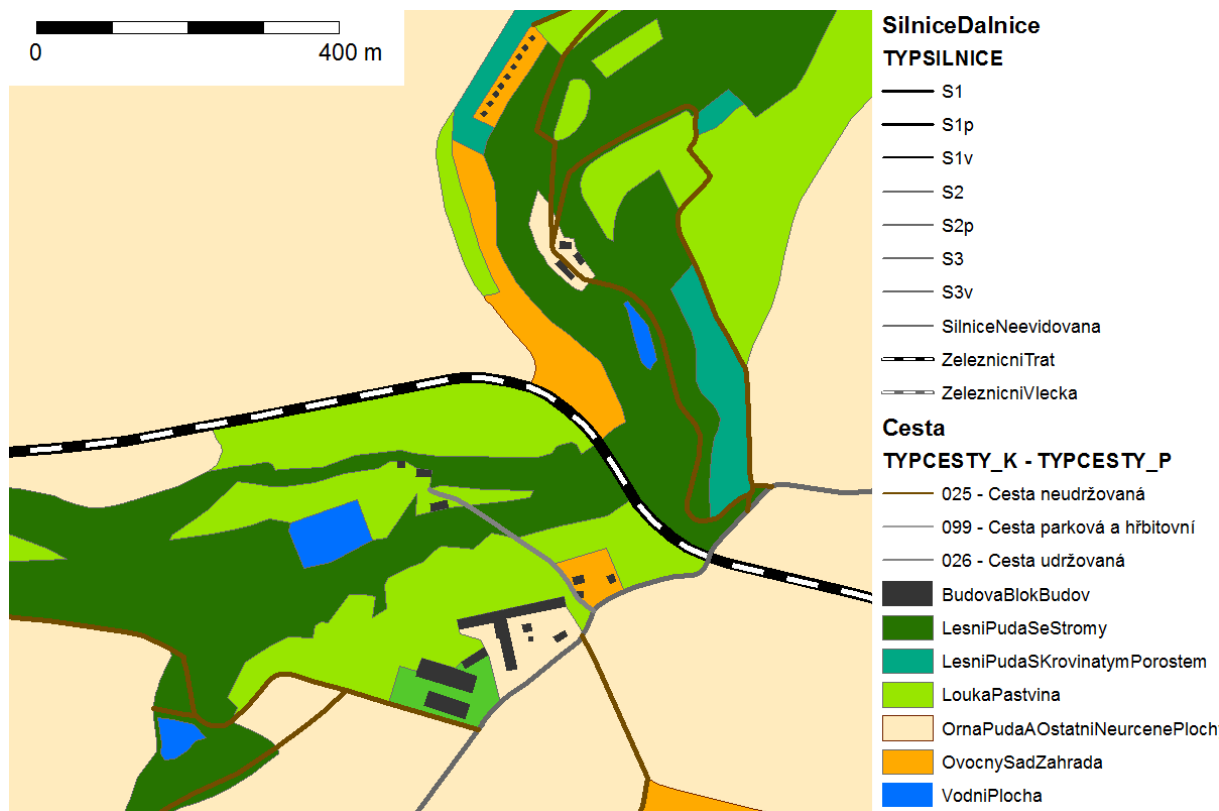 0 400 m
SilniceDalnice
TYPSILNICE
S1
S1p
S1v
S2
S2p
S3
S3v
SilniceNeevidovana
ZeleznicniTrat
ZeleznicniVlecka
Cesta
TYPCESTY_K - TYPCESTY_P
025 - Cesta neudržovaná
099 - Cesta parková a hřbitovní
026 - Cesta udržovaná
BudovaBlokBudov
LesniPudaSeStromy
LesniPudaSKrovinatymPorostem
LoukaPastvina
OrnaPudaAOstatniNeurcenePloch
OvocnySadZahrada
VodniPlocha